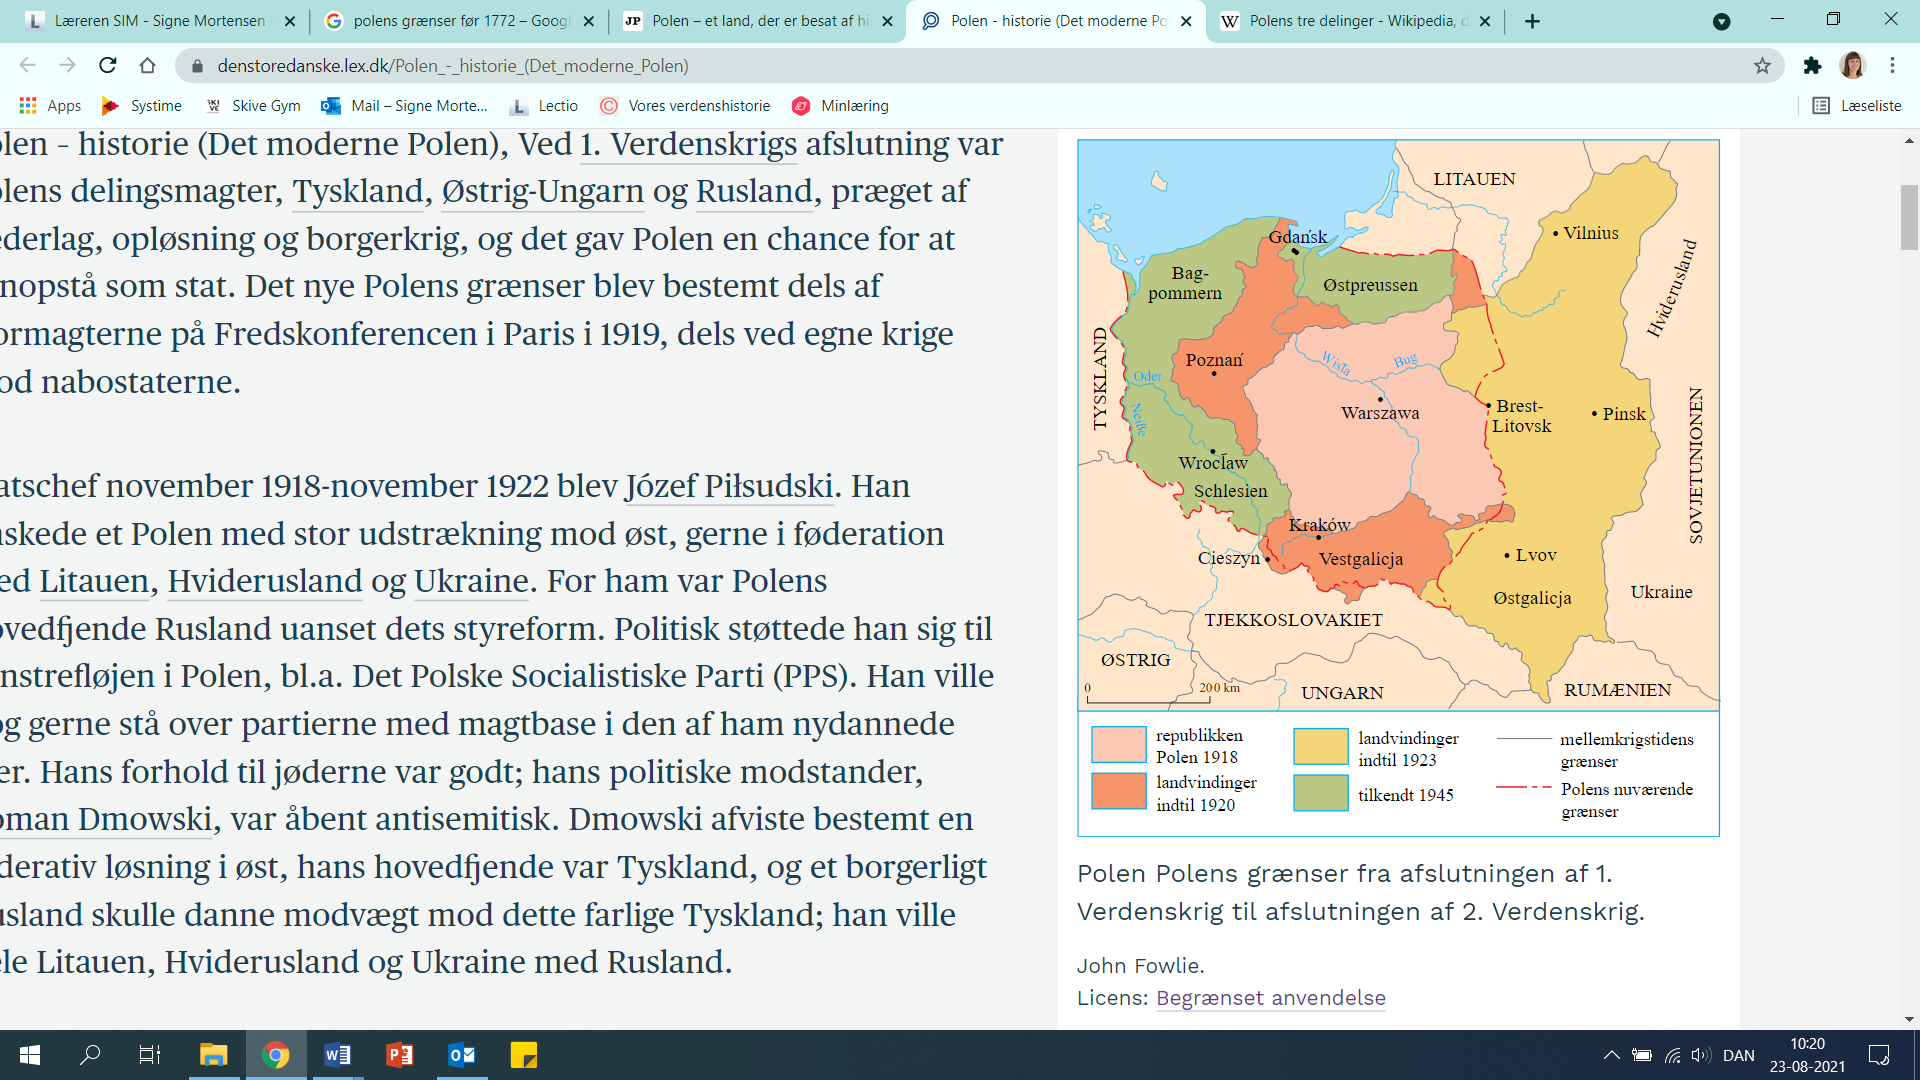 Læreren SIM - Signe Mortensen
polens grænser før 1772 – Googl
Polen – et land, der er besat af hi
Polen - historie (Det moderne Po
Polens tre delinger - Wikipedia, d
denstoredanske.lex.dk/Polen_-_historie_(Det_moderne_Polen)
Apps
Systime
Skive Gym
Mail – Signe Morte...
Lectio
Vores verdenshistorie
Minlæring
Læseliste
olen – historie (Det moderne Polen), Ved 1. Verdenskrigs afslutning var
olens delingsmagter, Tyskland, Østrig-Ungarn og Rusland, præget af
ederlag, opløsning og borgerkrig, og det gav Polen en chance for at
nopstå som stat. Det nye Polens grænser blev bestemt dels af
ormagterne på Fredskonferencen i Paris i 1919, dels ved egne krige
od nabostaterne.
atschef november 1918-november 1922 blev Józef Piłsudski. Han
nskede et Polen med stor udstrækning mod øst, gerne i føderation
ed Litauen, Hviderusland og Ukraine. For ham var Polens
ovedfjende Rusland uanset dets styreform. Politisk støttede han sig til
nstrefløjen i Polen, bl.a. Det Polske Socialistiske Parti (PPS). Han ville
og gerne stå over partierne med magtbase i den af ham nydannede
er. Hans forhold til jøderne var godt; hans politiske modstander,
oman Dmowski, var åbent antisemitisk. Dmowski afviste bestemt en
derativ løsning i øst, hans hovedfjende var Tyskland, og et borgerligt
usland skulle danne modvægt mod dette farlige Tyskland; han ville
ele Litauen, Hviderusland og Ukraine med Rusland.
LITAUEN
Vilnius
Gdańsk
Bag-
pommern
Østpreussen
Hviderusland
TYSKLAND
Poznań
Wisła
Bug
Oder
Neiße
Warszawa
Brest-
Litovsk
Pinsk
SOVJETUNIONEN
Wrocław
Schlesien
Kraków
Cieszyn
Vestgalicja
Lvov
Østgalicja
Ukraine
TJEKKOSLOVAKIET
ØSTRIG
0
200 km
UNGARN
RUMÆNIEN
republikken
Polen 1918
landvindinger
indtil 1920
landvindinger
indtil 1923
tilkendt 1945
mellemkrigstidens
grænser
Polens nuværende
grænser
Polen Polens grænser fra afslutningen af 1.
Verdenskrig til afslutningen af 2. Verdenskrig.
John Fowlie.
Licens: Begrænset anvendelse
DAN
10:20
23-08-2021